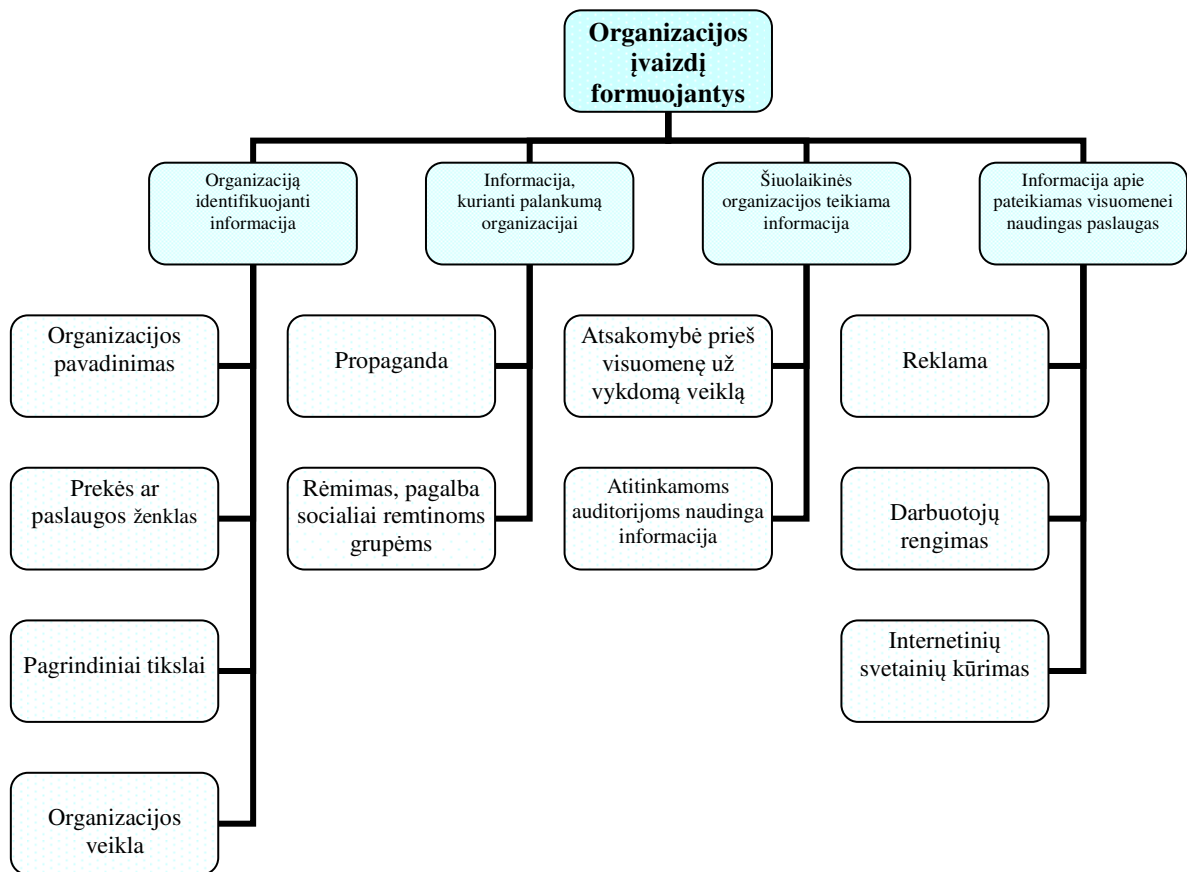 Organizacijos
įvaizdį
formuojantys
Organizaciją
identifikuojanti
informacija
Informacija,
kurianti palankumą
organizacijai
Šiuolaikinės
organizacijos teikiama
informacija
Informacija apie
pateikiamas visuomenei
naudingas paslaugas
Organizacijos
pavadinimas
Propaganda
Atsakomybė prieš
visuomenę už
vykdomą veiklą
Reklama
Prekės ar
paslaugos ženklas
Rėmimas, pagalba
socialiai remtinoms
grupėms
Atitinkamoms
auditorijoms naudinga
informacija
Darbuotojų
rengimas
Pagrindiniai tikslai
Internetinių
svetainių kūrimas
Organizacijos
veikla